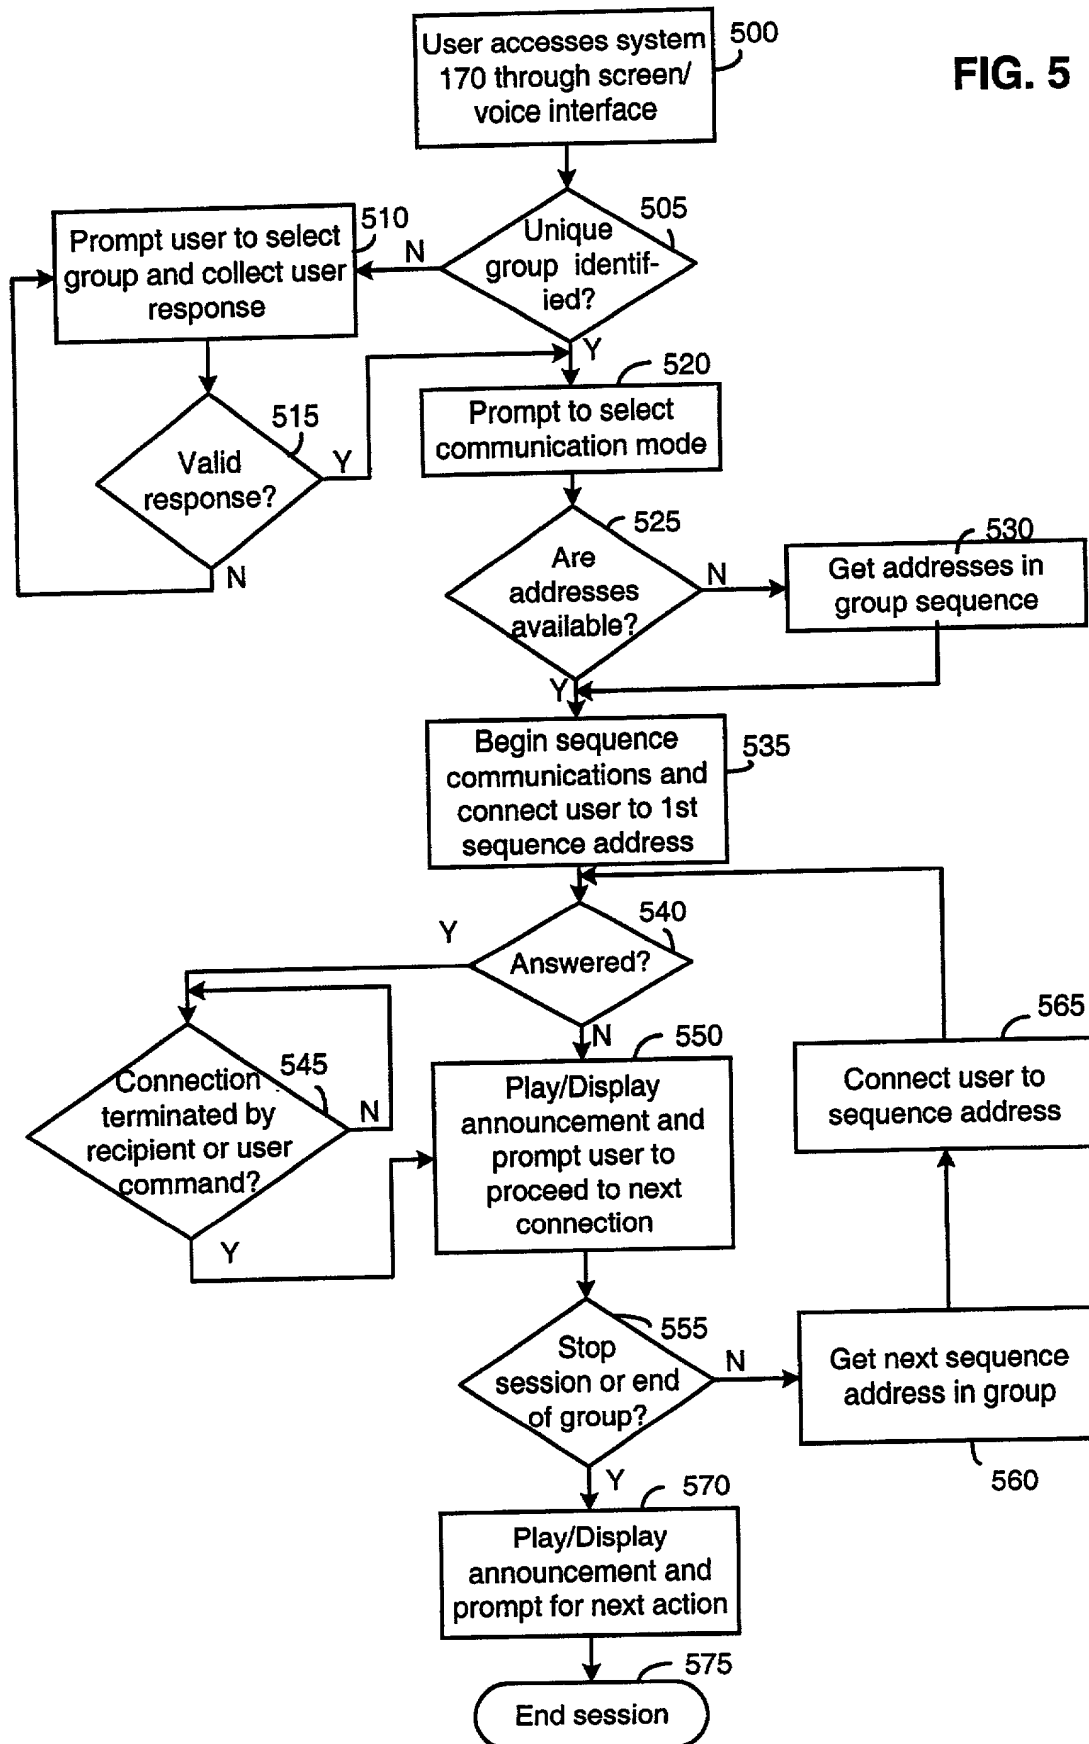 FIG. 5
User accesses system
170 through screen/
voice interface
500
Unique
group identif-
ied?
505
N
Y
Prompt user to select
group and collect user
response
510
Valid
response?
515
Y
N
Prompt to select
communication mode
520
Are
addresses
available?
525
N
Y
Get addresses in
group sequence
530
Begin sequence
communications and
connect user to 1st
sequence address
535
Answered?
540
Y
N
Connection
terminated by
recipient or user
command?
545
N
Y
Play/Display
announcement and
prompt user to
proceed to next
connection
550
Stop
session or end
of group?
555
N
Y
Get next sequence
address in group
560
Connect user to
sequence address
565
Play/Display
announcement and
prompt for next action
570
End session
575